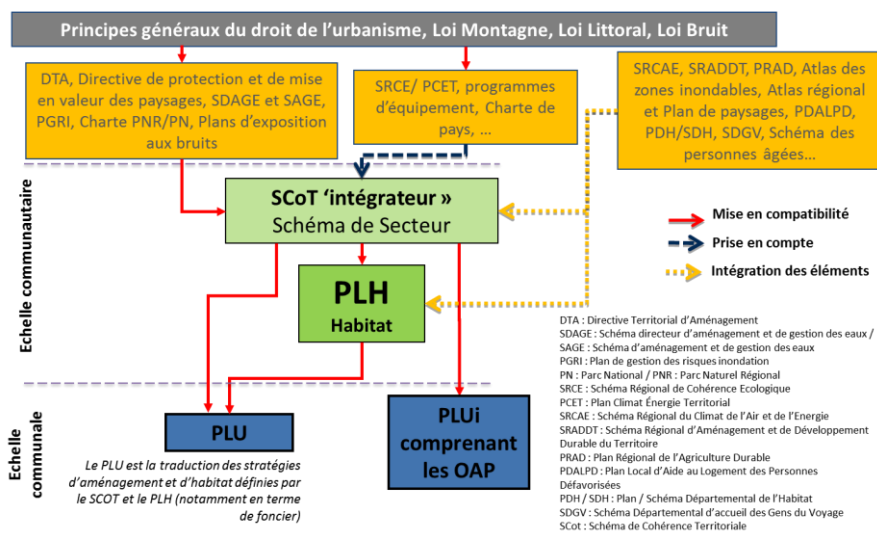 Principes généraux du droit de l'urbanisme, Loi Montagne, Loi Littoral, Loi Bruit
DTA, Directive de protection et de mise
en valeur des paysages, SDAGE et SAGE,
PGRI, Charte PNR/PN, Plans d'exposition
aux bruits
SRCE/ PCET, programmes
d'équipement, Charte de
pays, ...
SRCAE, SRADDT, PRAD, Atlas des
zones inondables, Atlas
régional et Plan de
paysages, PDALPD,
PDH/SDH, SDGV, Schéma des
personnes âgées...
Echelle communautaire
SCoT 'intégrateur »
Schéma de Secteur
Mise en compatibilité
Prise en compte
Intégration des éléments
PLH
Habitat
Echelle
communale
PLU
Le PLU est la traduction des stratégies
d'aménagement et d'habitat définies par
le SCOT et le PLH (notamment en terme
de foncier)
PLUi
comprenant
les OAP
DTA : Directive Territorial d'Aménagement
SDAGE : Schéma directeur d'aménagement et de gestion des eaux /
SAGE : Schéma d'aménagement et de gestion des eaux
PGRI : Plan de gestion des risques inondation
PN : Parc National / PNR : Parc Naturel Régional
SRCE : Schéma Régional de Cohérence Ecologique
PCET : Plan Climat Énergie Territorial
SRCAE : Schéma Régional du Climat de l'Air et de l'Energie
SRADDT : Schéma Régional d'Aménagement et de Développement
Durable du Territoire
PRAD : Plan Régional de l'Agriculture Durable
PDALPD : Plan Local d'Aide au Logement des Personnes
Défavorisées
PDH / SDH : Plan / Schéma Départemental de l'Habitat
SDGV : Schéma Départemental d'accueil des Gens du Voyage
SCot : Schéma de Cohérence Territoriale